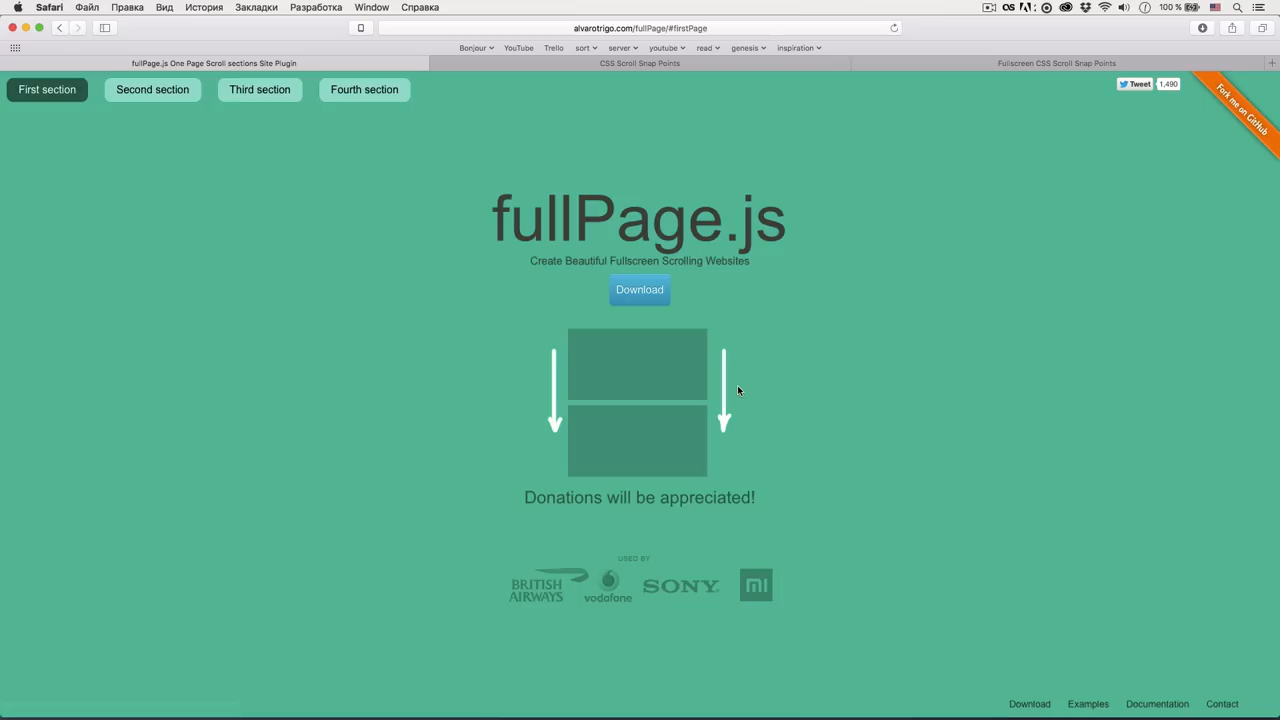 Safari Файл Правка Вид История Закладки Разработка Window Справка 100 %
alvarotrigo.com/fullPage/#firstPage
Bonjour YouTube Trello sort server youtube read genesis inspiration
fullPage.js One Page Scroll sections Site Plugin CSS Scroll Snap Points Fullscreen CSS Scroll Snap Points
First section Second section Third section Fourth section Tweet 1,490
Fork me on GitHub
fullPage.js
Create Beautiful Fullscreen Scrolling Websites
Download
Donations will be appreciated!
USED BY
BRITISH AIRWAYS vodofone SONY mi
Download Examples Documentation Contact